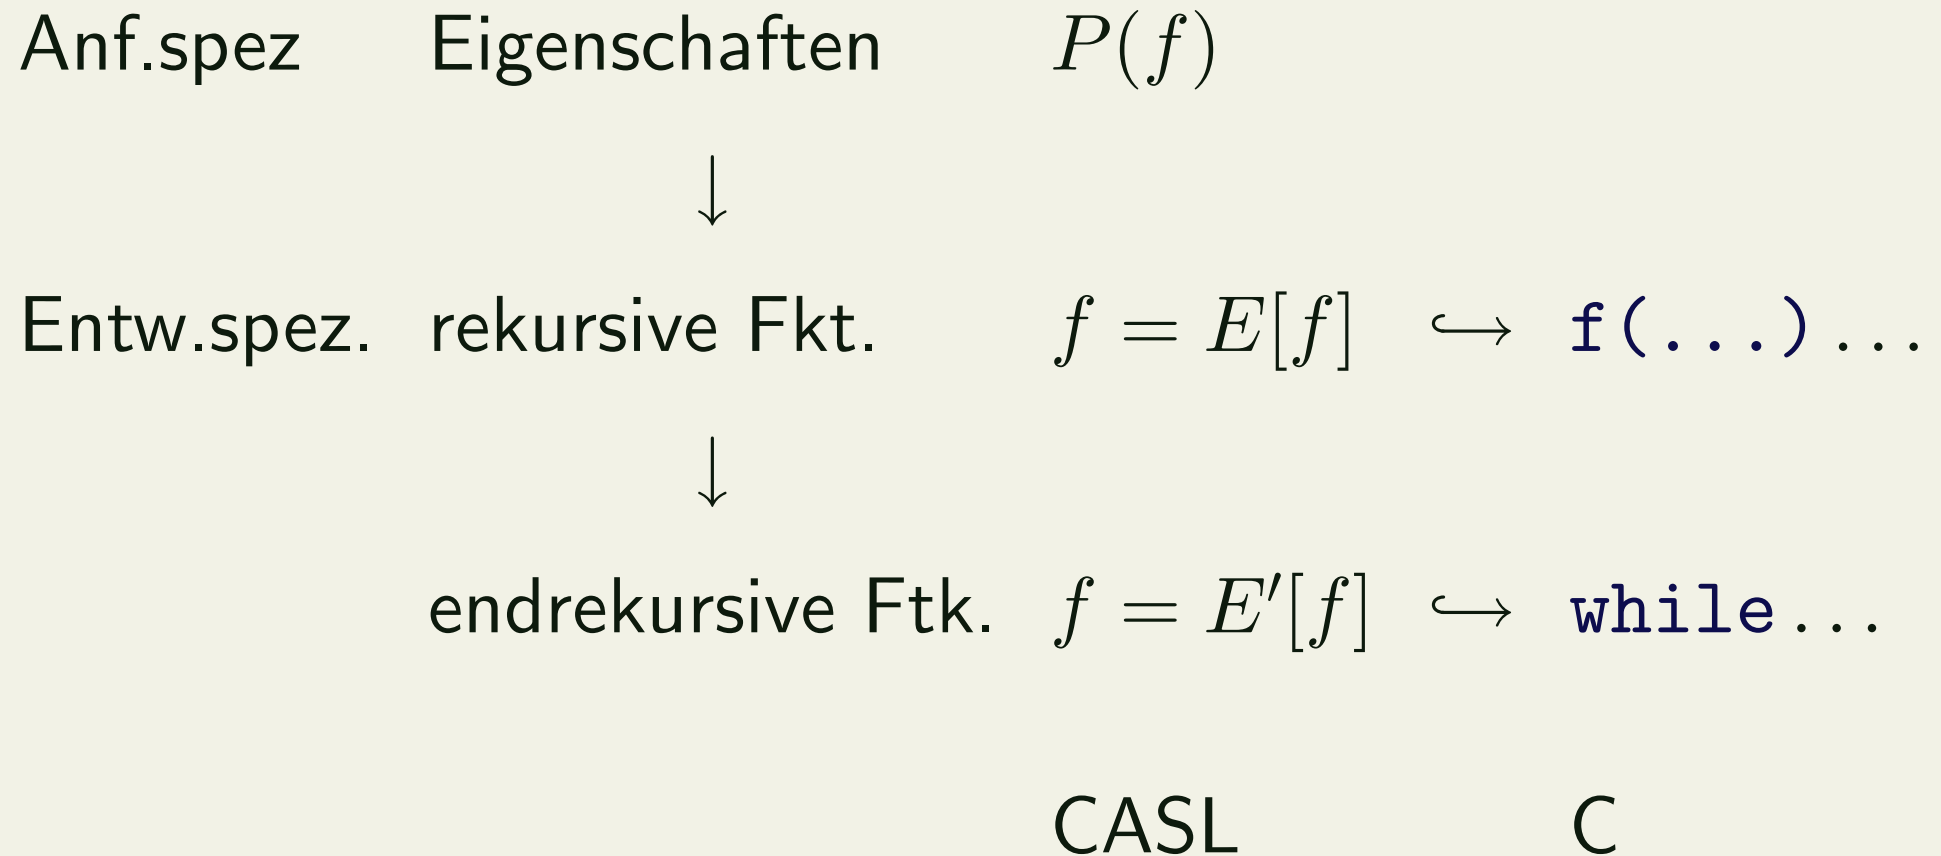 Anf.spez Eigenschaften P(f)
↓
Entw.spez. rekursive Fkt. f = E[f] ↪ f(...)...
↓
endrekursive Ftk. f = E′[f] ↪ while...
CASL C